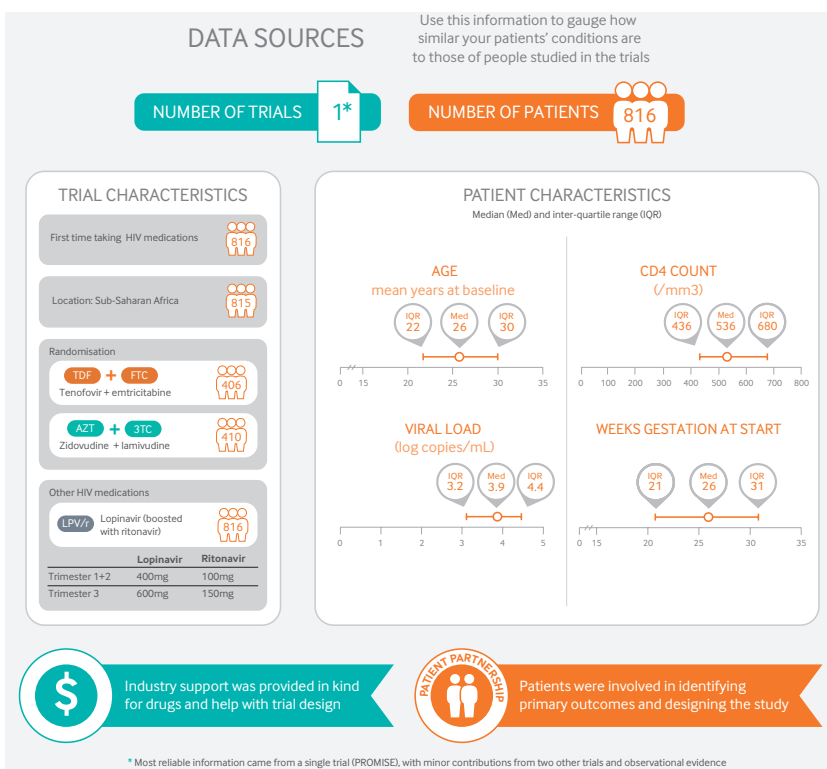 DATA SOURCES
Use this information to gauge how
similar your patients' conditions are
to those of people studied in the trials
NUMBER OF TRIALS
1*
NUMBER OF PATIENTS
816
TRIAL CHARACTERISTICS
First time taking HIV medications
816
Location: Sub-Saharan Africa
815
Randomisation
TDF + FTC
Tenofovir + emtricitabine
406
AZT + 3TC
Zidovudine + lamivudine
410
Other HIV medications
LPV/r
Lopinavir (boosted
with ritonavir)
816
Lopinavir Ritonavir
Trimester 1+2 400mg 100mg
Trimester 3 600mg 150mg
PATIENT CHARACTERISTICS
Median (Med) and inter-quartile range (IQR)
AGE
mean years at baseline
IQR 22
Med 26
IQR 30
0 15 20 25 30 35
CD4 COUNT
(/mm3)
IQR 436
Med 536
IQR 680
0 100 200 300 400 500 600 700 800
VIRAL LOAD
(log copies/mL)
IQR 3.2
Med 3.9
IQR 4.4
0 1 2 3 4 5
WEEKS GESTATION AT START
IQR 21
Med 26
IQR 31
0 15 20 25 30 35
$
Industry support was provided in kind
for drugs and help with trial design
PATIENT PARTNERSHIP
Patients were involved in identifying
primary outcomes and designing the study
* Most reliable information came from a single trial (PROMISE), with minor contributions from two other trials and observational evidence